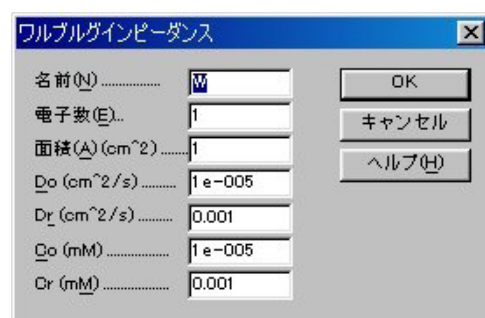 ワルブルグインピーダンス
名前(N) ............... W
電子数(E).. 1
面積(A)(cm^2) ..... 1
Do (cm^2/s) ......... 1e-005
Dr (cm^2/s) ......... 0.001
Co (mM) ................ 1e-005
Cr (mM) ................ 0.001
OK
キャンセル
ヘルプ(H)